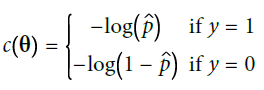 c(θ) = { −log(p̂) if y = 1
−log(1 − p̂) if y = 0